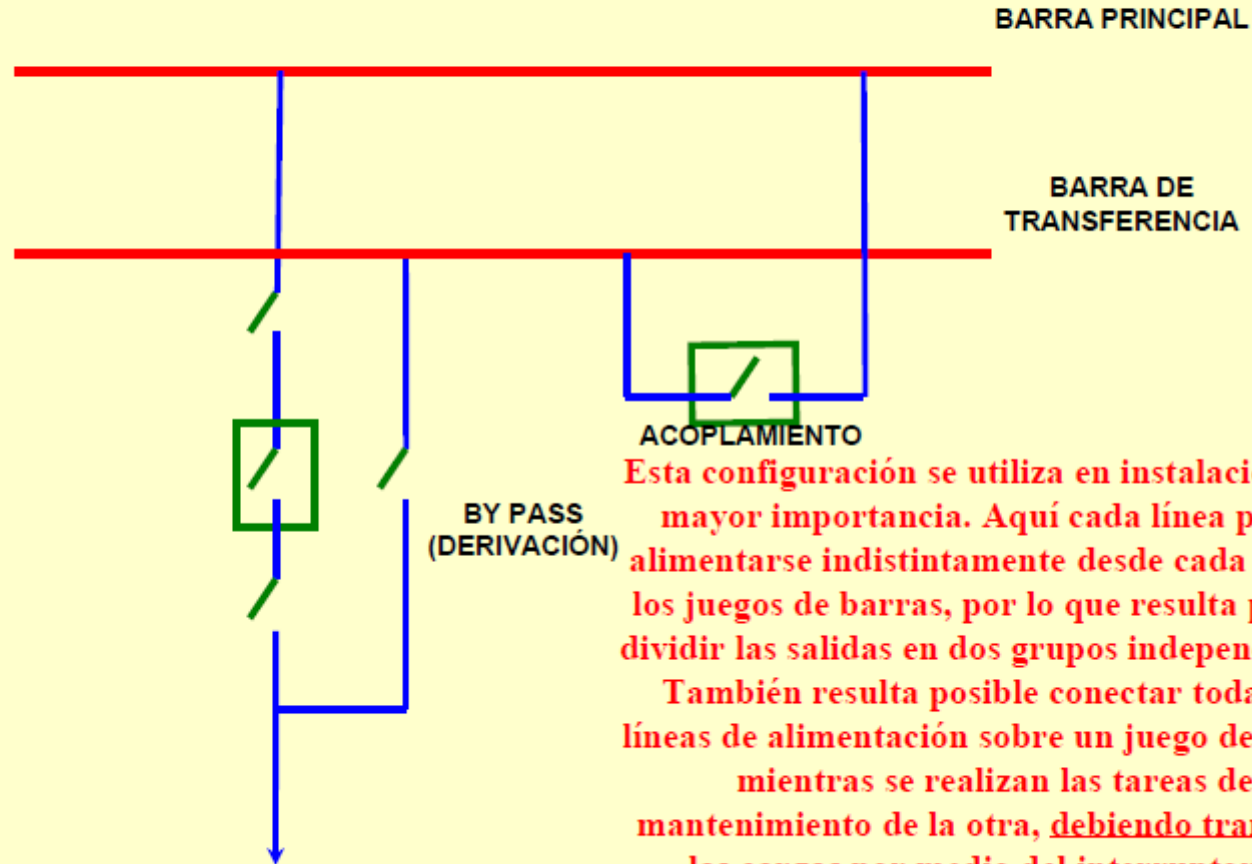 BARRA PRINCIPAL
BARRA DE
TRANSFERENCIA
ACOPLAMIENTO
BY PASS
(DERIVACIÓN)
Esta configuración se utiliza en
mayor importancia. Aquí cada línea
alimentarse indistintamente desde cada
los juegos de barras, por lo que resulta
dividir las salidas en dos grupos
También resulta posible conectar
líneas de alimentación sobre un juego de
mientras se realizan las tareas de
mantenimiento de la otra, debiendo